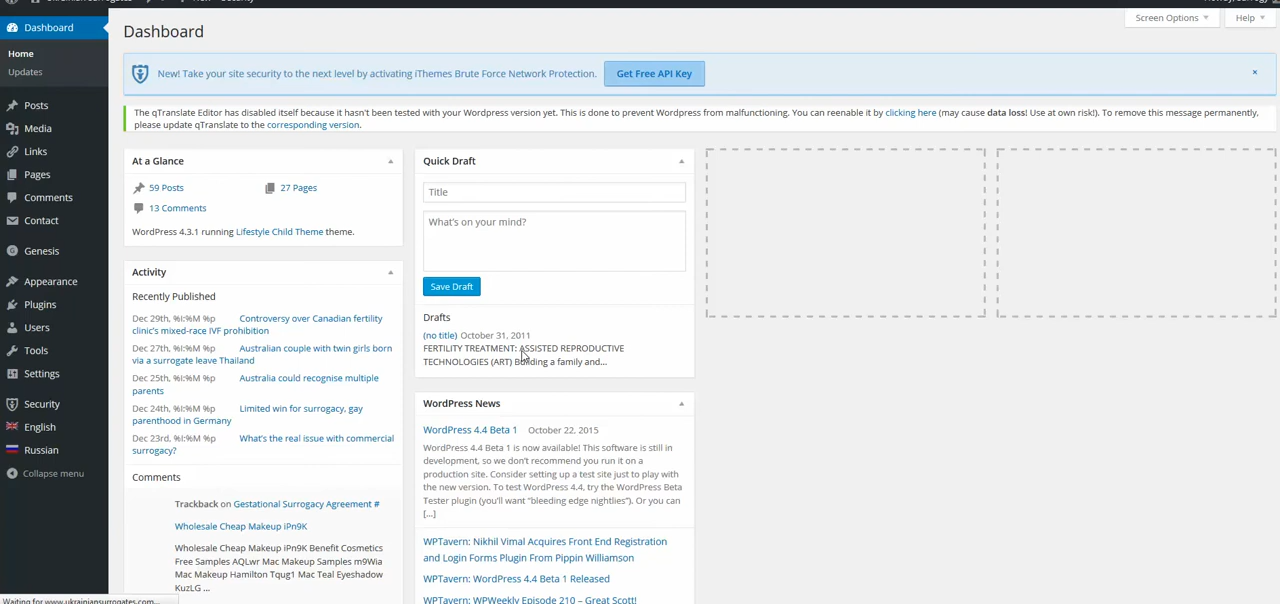 Screen Options
Help
Dashboard
Dashboard
Home
Updates
Posts
Media
Links
Pages
Comments
Contact
Genesis
Appearance
Plugins
Users
Tools
Settings
Security
English
Russian
Collapse menu
New! Take your site security to the next level by activating iThemes Brute Force Network Protection.
Get Free API Key
×
The qTranslate Editor has disabled itself because it hasn't been tested with your Wordpress version yet. This is done to prevent Wordpress from malfunctioning. You can reenable it by clicking here (may cause data loss! Use at own risk!). To remove this message permanently,
please update qTranslate to the corresponding version.
At a Glance
59 Posts
27 Pages
13 Comments
WordPress 4.3.1 running Lifestyle Child Theme theme.
Activity
Recently Published
Dec 29th, %I:%M %p Controversy over Canadian fertility
clinic's mixed-race IVF prohibition
Dec 27th, %I:%M %p Australian couple with twin girls born
via a surrogate leave Thailand
Dec 25th, %I:%M %p Australia could recognise multiple
parents
Dec 24th, %I:%M %p Limited win for surrogacy, gay
parenthood in Germany
Dec 23rd, %I:%M %p What's the real issue with commercial
surrogacy?
Comments
Trackback on Gestational Surrogacy Agreement #
Wholesale Cheap Makeup iPn9K
Wholesale Cheap Makeup iPn9K Benefit Cosmetics
Free Samples AQLwr Mac Makeup Samples m9Wia
Mac Makeup Hamilton Tqug1 Mac Teal Eyeshadow
KuzLG ...
Quick Draft
Title
What's on your mind?
Save Draft
Drafts
(no title) October 31, 2011
FERTILITY TREATMENT: ASSISTED REPRODUCTIVE
TECHNOLOGIES (ART) Building a family and...
WordPress News
WordPress 4.4 Beta 1 October 22, 2015
WordPress 4.4 Beta 1 is now available! This software is still in
development, so we don't recommend you run it on a
production site. Consider setting up a test site just to play with
the new version. To test WordPress 4.4, try the WordPress Beta
Tester plugin (you'll want "bleeding edge nightlies"). Or you can
[...]
WPTavern: Nikhil Vimal Acquires Front End Registration
and Login Forms Plugin From Pippin Williamson
WPTavern: WordPress 4.4 Beta 1 Released
WPTavern: WPWeekly Episode 210 – Great Scott!
Waiting for www.ukrainiansurrogates.com...